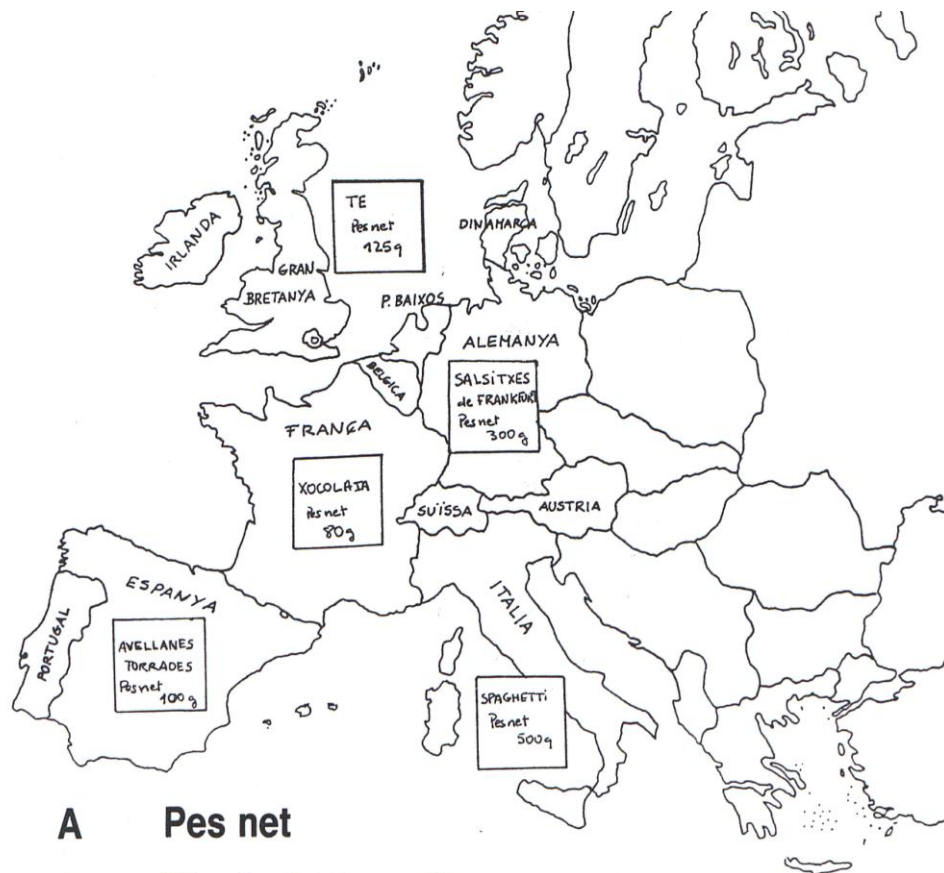 TE
Pes net
125g
DINAMARCA
IRLANDA
GRAN
BRETANYA
P. BAIXOS
ALEMANYA
BELGICA
SALSITXES
de FRANKFURT
Pes net
300g
FRANÇA
XOCOLATA
Pes net
80g
SUÏSSA
AUSTRIA
ESPANYA
ITALIA
PORTUGAL
AVELLANES
TORRADES
Pes net
100g
SPAGHETTI
Pes net
500g
A Pes net